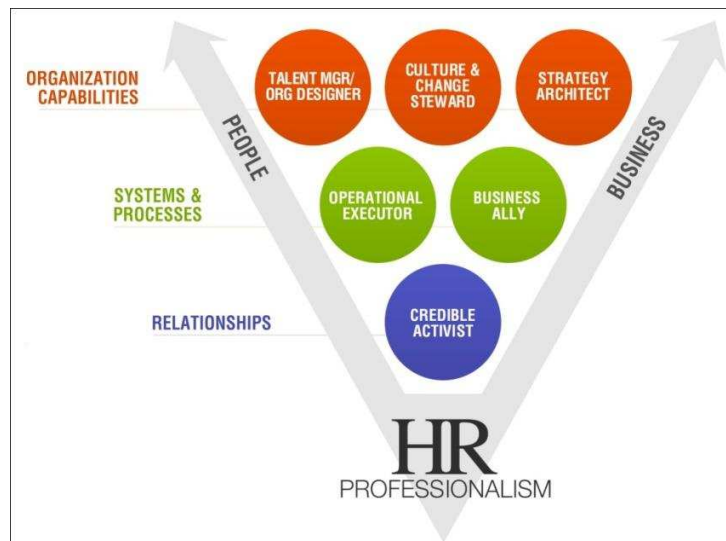 ORGANIZATION
CAPABILITIES
TALENT MGR/
ORG DESIGNER
CULTURE &
CHANGE
STEWARD
STRATEGY
ARCHITECT
PEOPLE
BUSINESS
SYSTEMS &
PROCESSES
OPERATIONAL
EXECUTOR
BUSINESS
ALLY
RELATIONSHIPS
CREDIBLE
ACTIVIST
HR
PROFESSIONALISM